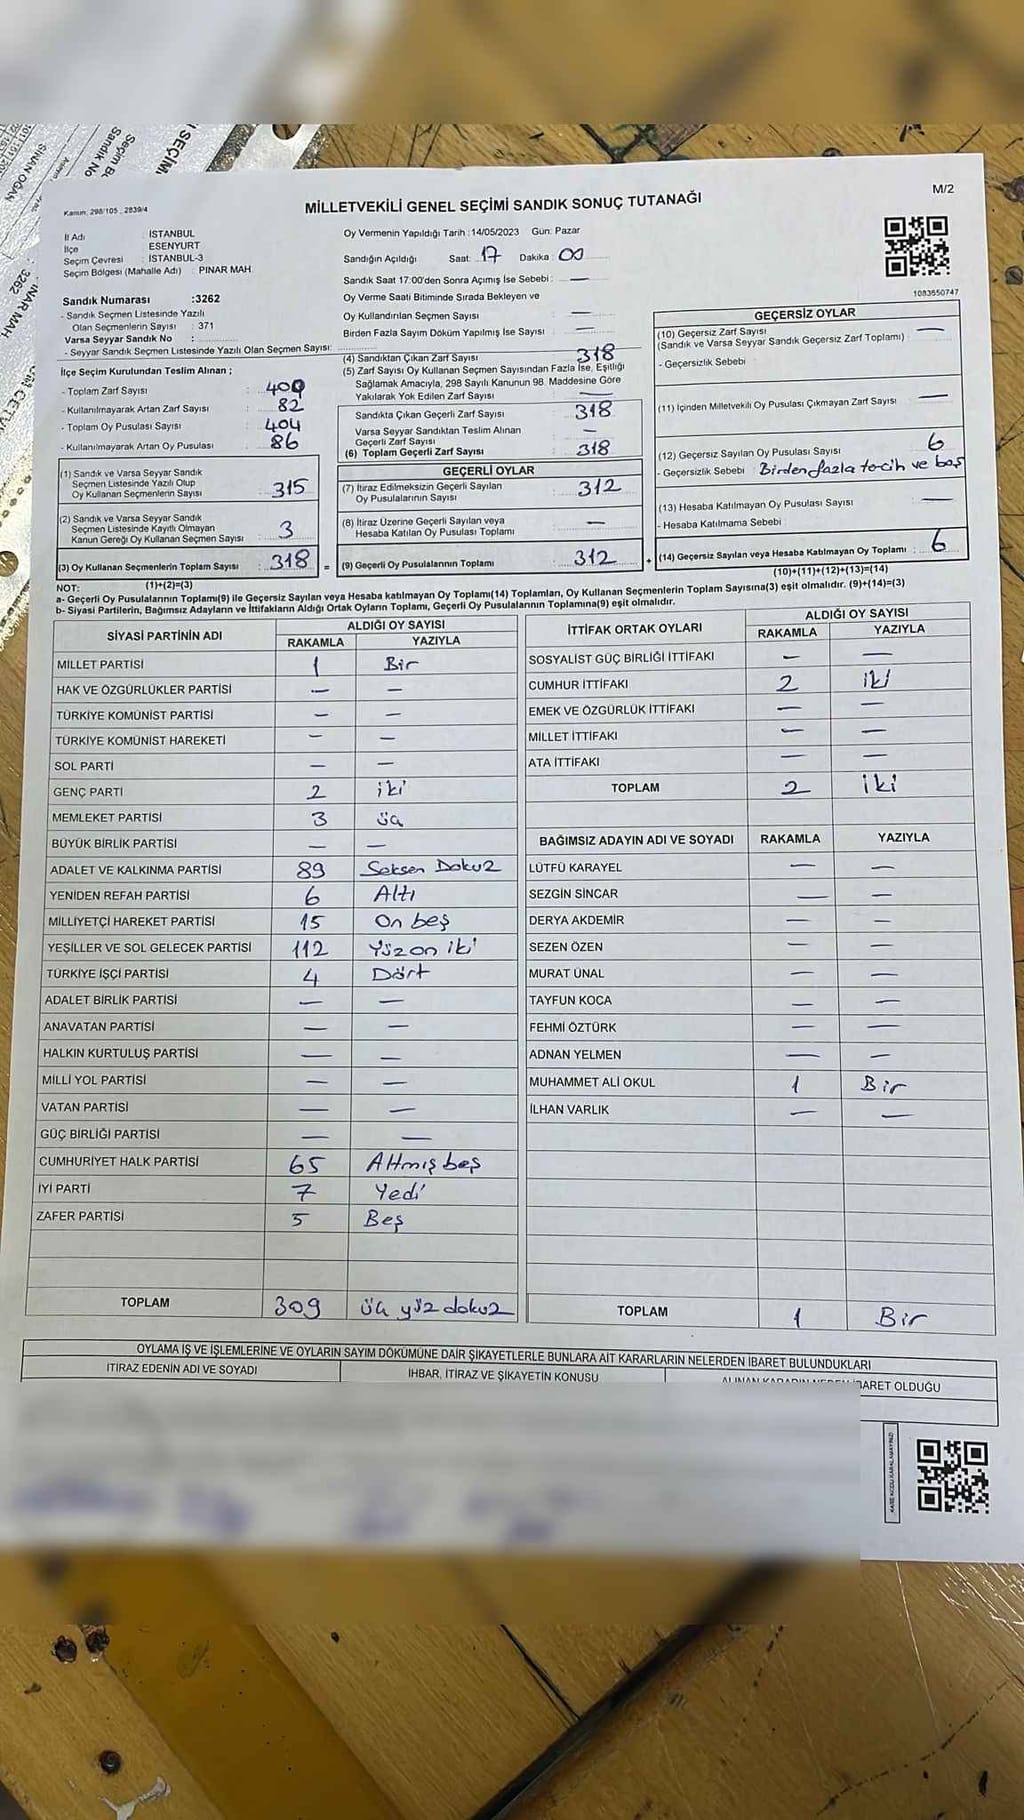 Kanun, 298/105 , 2839/4
MİLLETVEKİLİ GENEL SEÇİMİ SANDIK SONUÇ TUTANAĞI
M/2
İl Adı : İSTANBUL
İlçe : ESENYURT
Seçim Çevresi : İSTANBUL-3
Seçim Bölgesi (Mahalle Adı) : PINAR MAH.
Oy Vermenin Yapıldığı Tarih :14/05/2023 Gün: Pazar
Sandığın Açıldığı Saat: 17 Dakika: 00
Sandık Saat 17:00'den Sonra Açımış İse Sebebi: —
Oy Verme Saati Bitiminde Sırada Bekleyen ve
Oy Kullandırılan Seçmen Sayısı —
Birden Fazla Sayım Döküm Yapılmış İse Sayısı —
1083550747
Sandık Numarası :3262
- Sandık Seçmen Listesinde Yazılı
Olan Seçmenlerin Sayısı : 371
Varsa Seyyar Sandık No :
- Seyyar Sandık Seçmen Listesinde Yazılı Olan Seçmen Sayısı:
İlçe Seçim Kurulundan Teslim Alınan ;
- Toplam Zarf Sayısı : 400
- Kullanılmayarak Artan Zarf Sayısı : 82
- Toplam Oy Pusulası Sayısı : 404
- Kullanılmayarak Artan Oy Pusulası : 86
(1) Sandık ve Varsa Seyyar Sandık
Seçmen Listesinde Yazılı Olup
Oy Kullanan Seçmenlerin Sayısı : 315
(2) Sandık ve Varsa Seyyar Sandık
Seçmen Listesinde Kayıtlı Olmayan
Kanun Gereği Oy Kullanan Seçmen Sayısı : 3
(3) Oy Kullanan Seçmenlerin Toplam Sayısı : 318
(1)+(2)=(3)
(4) Sandıktan Çıkan Zarf Sayısı 318
(5) Zarf Sayısı Oy Kullanan Seçmen Sayısından Fazla İse, Eşitliği
Sağlamak Amacıyla, 298 Sayılı Kanunun 98. Maddesine Göre
Yakılarak Yok Edilen Zarf Sayısı —
Sandıkta Çıkan Geçerli Zarf Sayısı : 318
Varsa Seyyar Sandıktan Teslim Alınan
Geçerli Zarf Sayısı : —
(6) Toplam Geçerli Zarf Sayısı : 318
GEÇERLİ OYLAR
(7) İtiraz Edilmeksizin Geçerli Sayılan
Oy Pusulalarının Sayısı : 312
(8) İtiraz Üzerine Geçerli Sayılan veya
Hesaba Katılan Oy Pusulası Toplamı : —
= (9) Geçerli Oy Pusulalarının Toplamı : 312 +
GEÇERSİZ OYLAR
(10) Geçersiz Zarf Sayısı —
(Sandık ve Varsa Seyyar Sandık Geçersiz Zarf Toplamı) :
- Geçersizlik Sebebi :
(11) İçinden Milletvekili Oy Pusulası Çıkmayan Zarf Sayısı : —
(12) Geçersiz Sayılan Oy Pusulası Sayısı : 6
- Geçersizlik Sebebi : Birden fazla tercih ve boş
(13) Hesaba Katılmayan Oy Pusulası Sayısı : —
- Hesaba Katılmama Sebebi :
(14) Geçersiz Sayılan veya Hesaba Katılmayan Oy Toplamı : 6
(10)+(11)+(12)+(13)=(14)
NOT:
a- Geçerli Oy Pusulalarının Toplamı(9) ile Geçersiz Sayılan veya Hesaba katılmayan Oy Toplamı(14) Toplamları, Oy Kullanan Seçmenlerin Toplam Sayısına(3) eşit olmalıdır. (9)+(14)=(3)
b- Siyasi Partilerin, Bağımsız Adayların ve İttifakların Aldığı Ortak Oyların Toplamı, Geçerli Oy Pusulalarının Toplamına(9) eşit olmalıdır.
SİYASİ PARTİNİN ADI ALDIĞI OY SAYISI
RAKAMLA YAZIYLA
MİLLET PARTİSİ 1 Bir
HAK VE ÖZGÜRLÜKLER PARTİSİ — —
TÜRKİYE KOMÜNİST PARTİSİ — —
TÜRKİYE KOMÜNİST HAREKETİ — —
SOL PARTİ — —
GENÇ PARTİ 2 iki
MEMLEKET PARTİSİ 3 üç
BÜYÜK BİRLİK PARTİSİ — —
ADALET VE KALKINMA PARTİSİ 89 Seksen Dokuz
YENİDEN REFAH PARTİSİ 6 Altı
MİLLİYETÇİ HAREKET PARTİSİ 15 On beş
YEŞİLLER VE SOL GELECEK PARTİSİ 112 Yüz on iki
TÜRKİYE İŞÇİ PARTİSİ 4 Dört
ADALET BİRLİK PARTİSİ — —
ANAVATAN PARTİSİ — —
HALKIN KURTULUŞ PARTİSİ — —
MİLLİ YOL PARTİSİ — —
VATAN PARTİSİ — —
GÜÇ BİRLİĞİ PARTİSİ — —
CUMHURİYET HALK PARTİSİ 65 Altmış beş
İYİ PARTİ 7 Yedi
ZAFER PARTİSİ 5 Beş
TOPLAM 309 üç yüz dokuz
İTTİFAK ORTAK OYLARI ALDIĞI OY SAYISI
RAKAMLA YAZIYLA
SOSYALİST GÜÇ BİRLİĞİ İTTİFAKI — —
CUMHUR İTTİFAKI 2 iki
EMEK VE ÖZGÜRLÜK İTTİFAKI — —
MİLLET İTTİFAKI — —
ATA İTTİFAKI — —
TOPLAM 2 iki
BAĞIMSIZ ADAYIN ADI VE SOYADI RAKAMLA YAZIYLA
LÜTFÜ KARAYEL — —
SEZGİN SİNCAR — —
DERYA AKDEMİR — —
SEZEN ÖZEN — —
MURAT ÜNAL — —
TAYFUN KOCA — —
FEHMİ ÖZTÜRK — —
ADNAN YELMEN — —
MUHAMMET ALİ OKUL 1 Bir
İLHAN VARLIK — —
TOPLAM 1 Bir
OYLAMA İŞ VE İŞLEMLERİNE VE OYLARIN SAYIM DÖKÜMÜNE DAİR ŞİKAYETLERLE BUNLARA AİT KARARLARIN NELERDEN İBARET BULUNDUKLARI
İTİRAZ EDENİN ADI VE SOYADI
İHBAR, İTİRAZ VE ŞİKAYETİN KONUSU
ALINAN KARARIN NEDEN İBARET OLDUĞU
KARE KODU KARALAMAYINIZ!
SİNAN OĞAN
Sandık No
3262